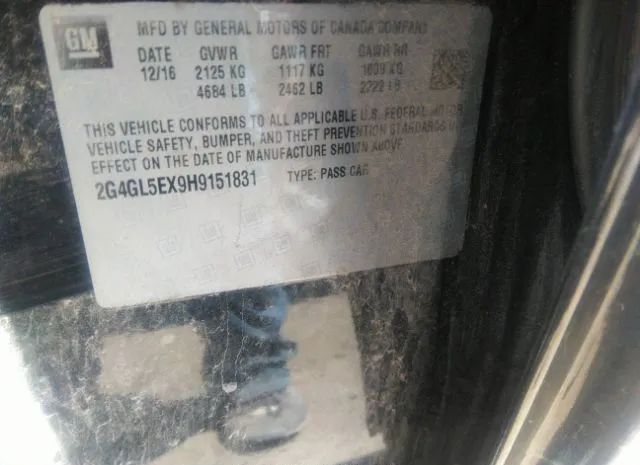 GM
MFD BY GENERAL MOTORS OF CANADA COMPANY
DATE GVWR GAWR FRT GAWR RR
12/16 2125 KG 1117 KG 1009 KG
4684 LB 2462 LB 2222 LB
THIS VEHICLE CONFORMS TO ALL APPLICABLE U.S. FEDERAL MOTOR
VEHICLE SAFETY, BUMPER, AND THEFT PREVENTION STANDARDS IN
EFFECT ON THE DATE OF MANUFACTURE SHOWN ABOVE
2G4GL5EX9H9151831 TYPE: PASS CAR